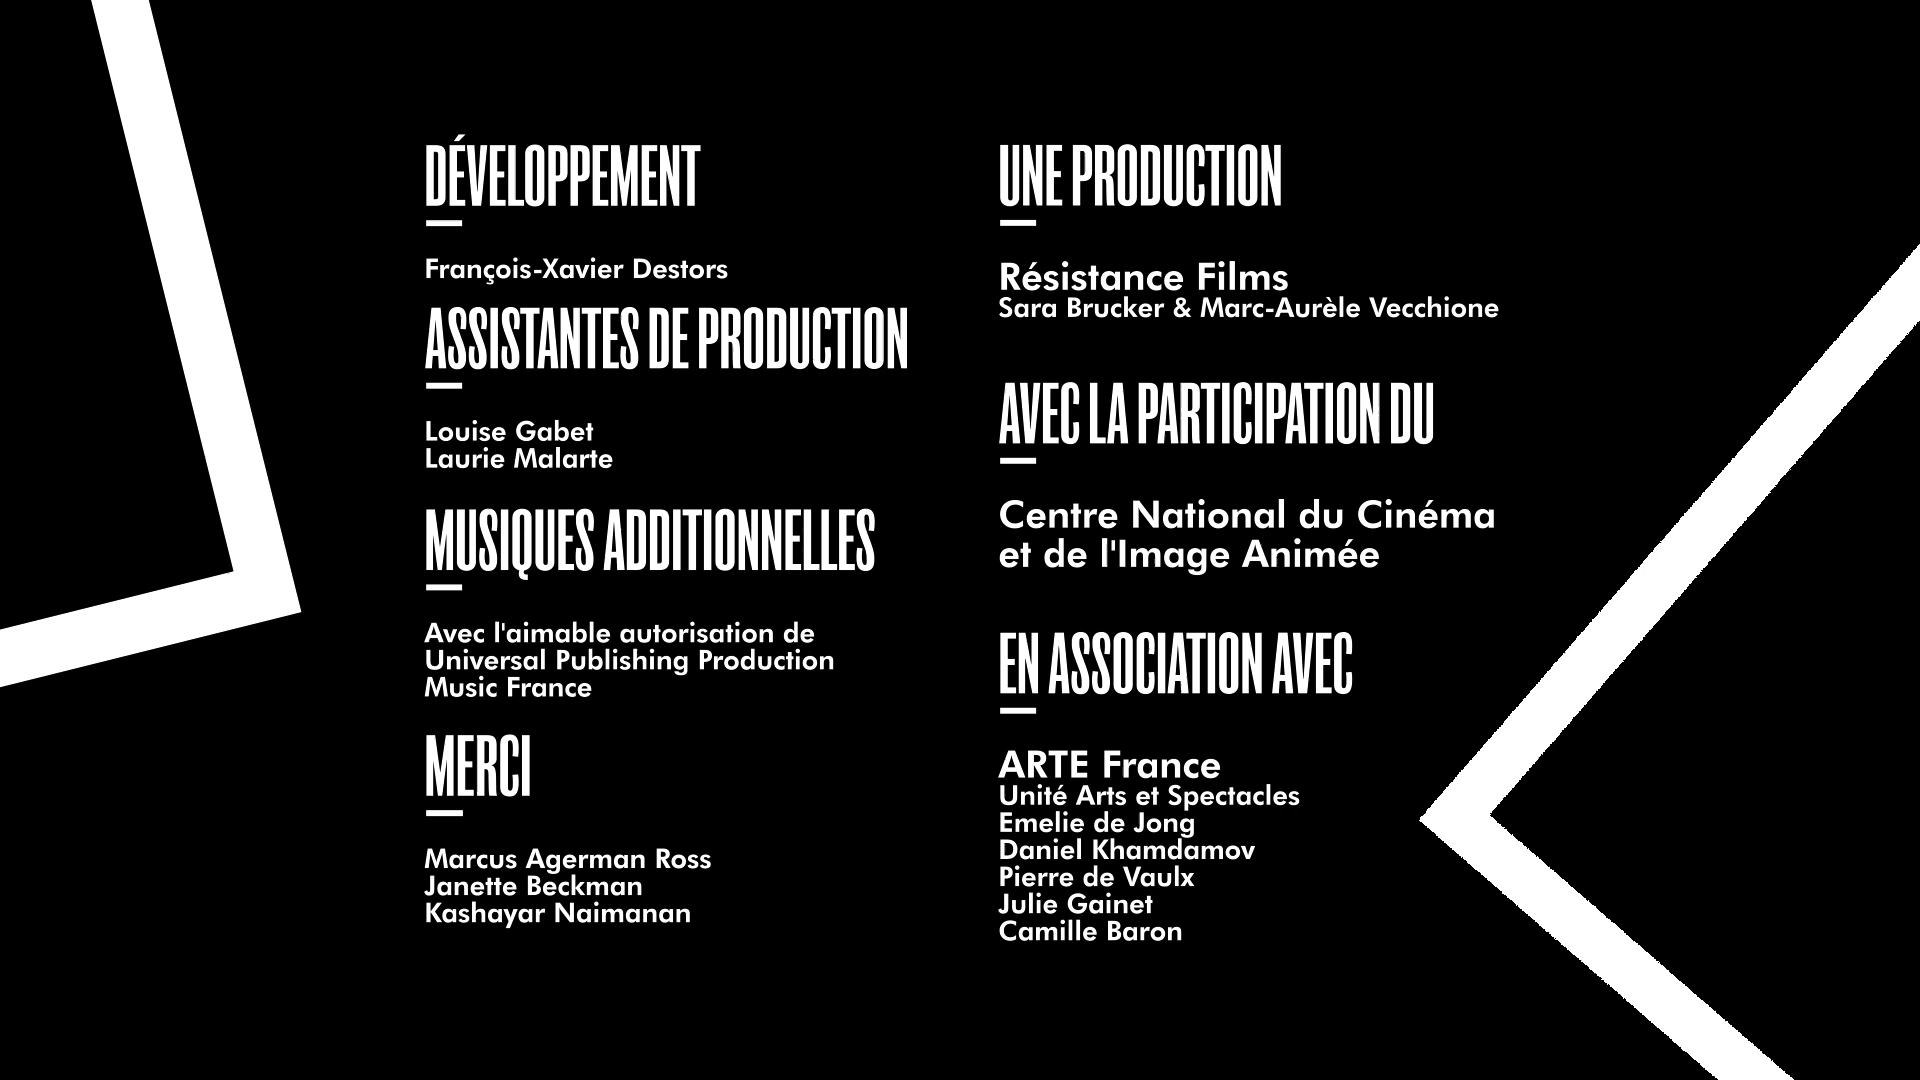 DÉVELOPPEMENT
François-Xavier Destors
ASSISTANTES DE PRODUCTION
Louise Gabet
Laurie Malarte
MUSIQUES ADDITIONNELLES
Avec l'aimable autorisation de
Universal Publishing Production
Music France
MERCI
Marcus Agerman Ross
Janette Beckman
Kashayar Naimanan
UNE PRODUCTION
Résistance Films
Sara Brucker & Marc-Aurèle Vecchione
AVEC LA PARTICIPATION DU
Centre National du Cinéma
et de l'Image Animée
EN ASSOCIATION AVEC
ARTE France
Unité Arts et Spectacles
Emelie de Jong
Daniel Khamdamov
Pierre de Vaulx
Julie Gainet
Camille Baron